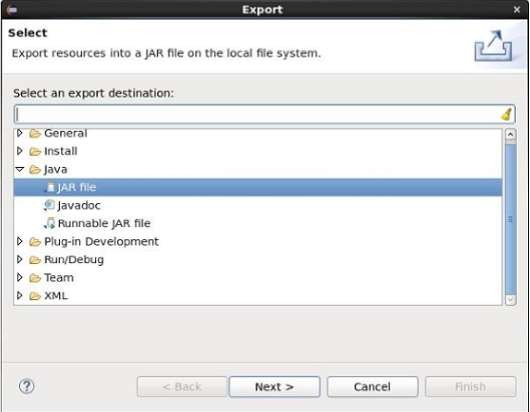 Export
Select
Export resources into a JAR file on the local file system.
Select an export destination:
General
Install
Java
JAR file
Javadoc
Runnable JAR file
Plug-in Development
Run/Debug
Team
XML
? < Back Next > Cancel Finish